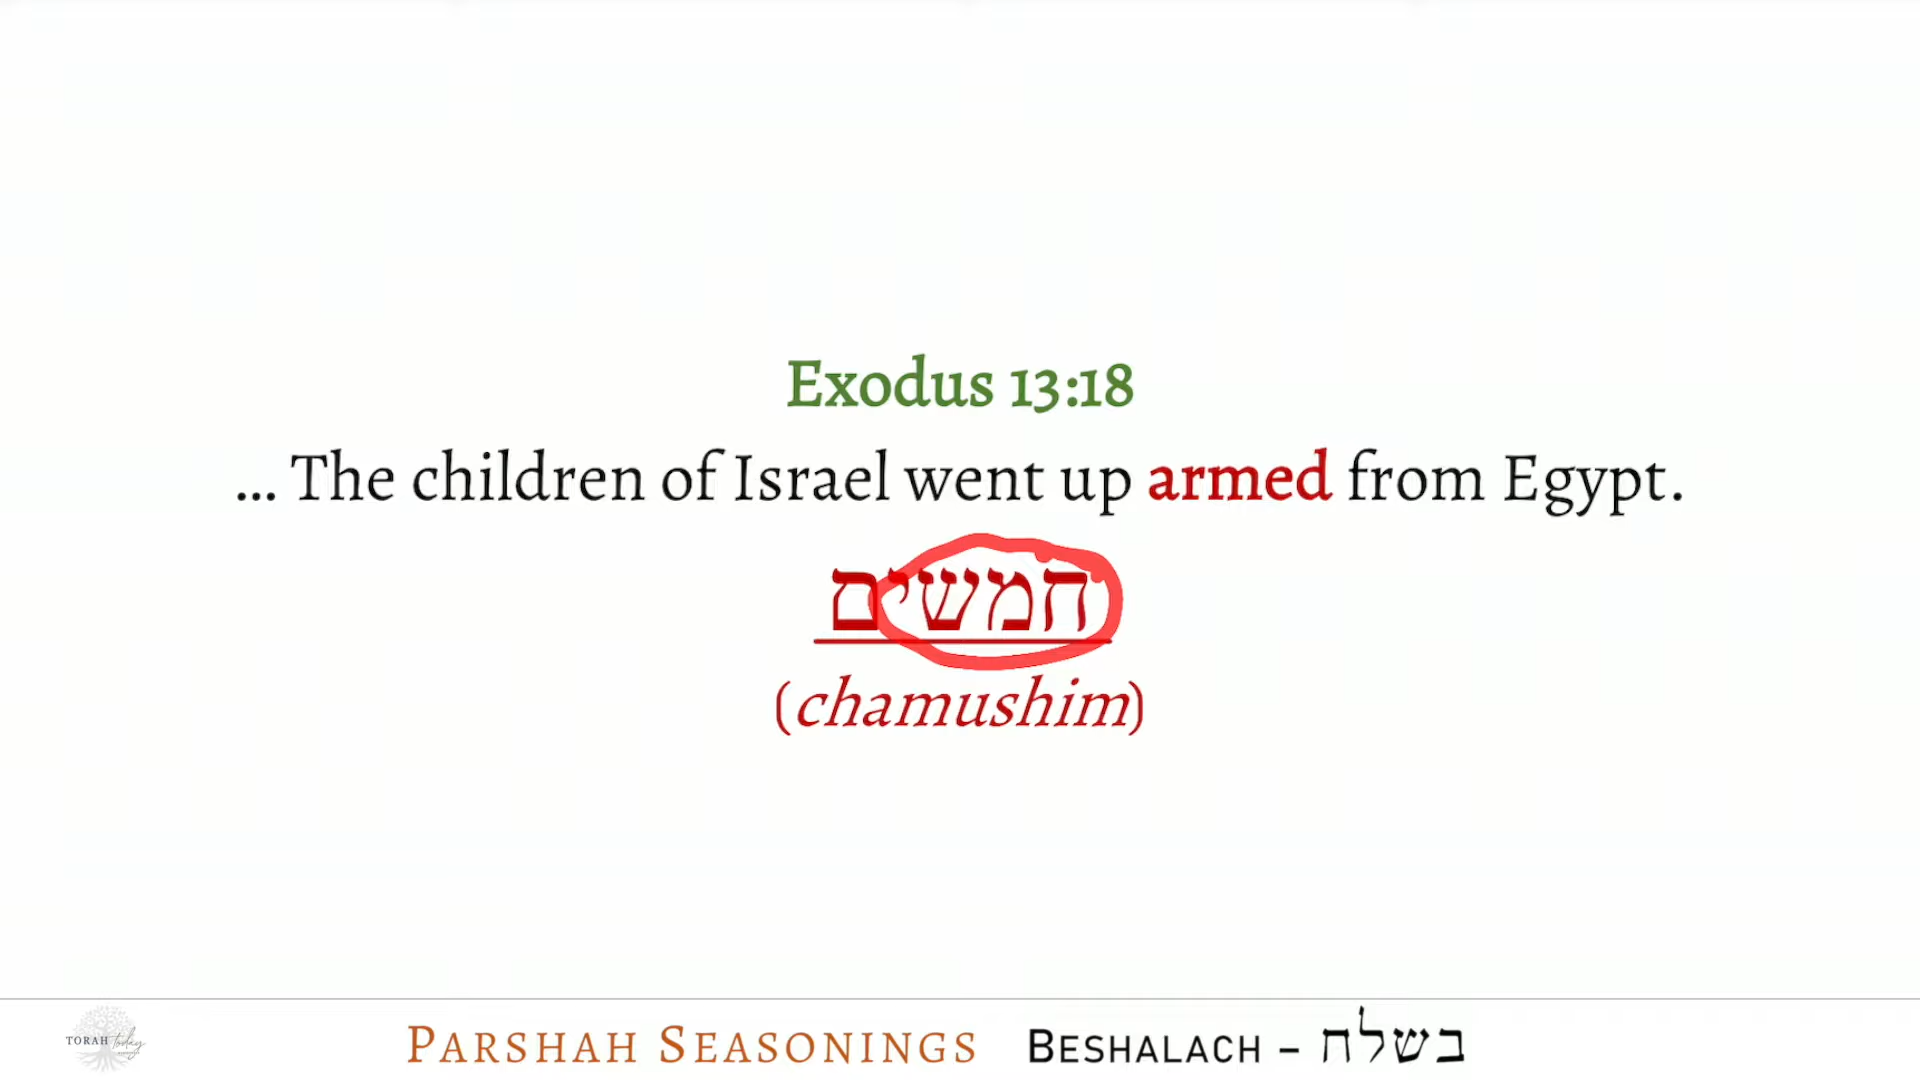 Exodus 13:18
... The children of Israel went up armed from Egypt.
חמשים
(chamushim)
TORAH today
PARSHAH SEASONINGS
BESHALACH – בשלח